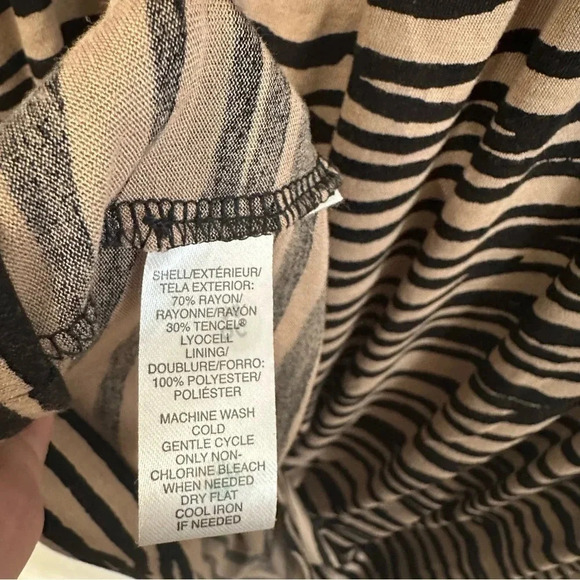 SHELL/EXTÉRIEUR/
TELA EXTERIOR:
70% RAYON/
RAYONNE/RAYÓN
30% TENCEL®
LYOCELL
LINING/
DOUBLURE/FORRO:
100% POLYESTER/
POLIÉSTER
MACHINE WASH
COLD
GENTLE CYCLE
ONLY NON-
CHLORINE BLEACH
WHEN NEEDED
DRY FLAT
COOL IRON
IF NEEDED